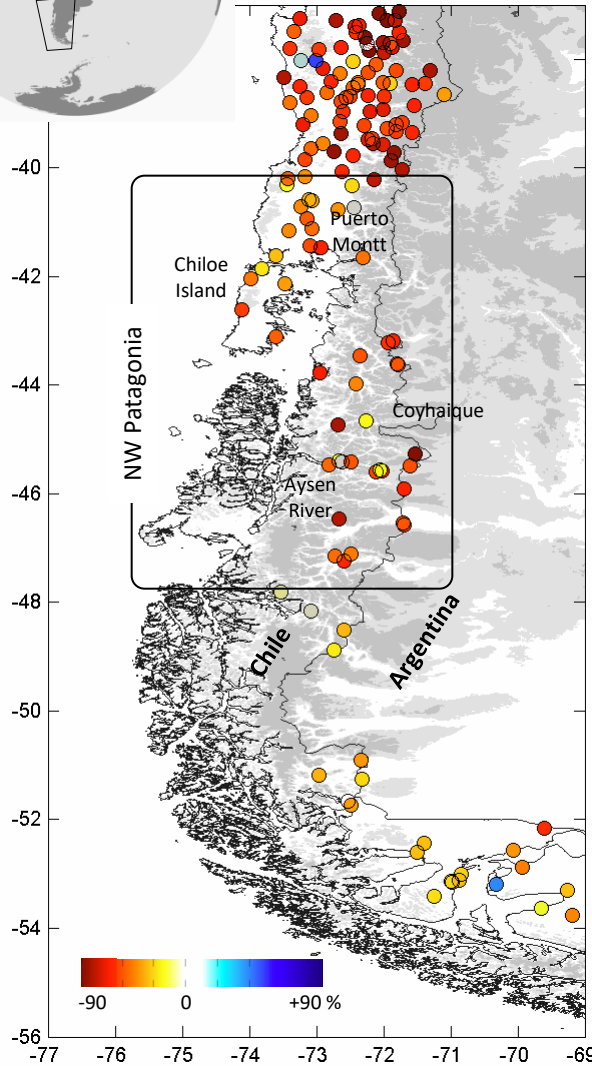 -40
Puerto
Montt
Chiloe
Island
-42
NW Patagonia
-44
Coyhaique
Aysen
River
-46
-48
Chile
Argentina
-50
-52
-54
-90 0 +90 %
-56
-77 -76 -75 -74 -73 -72 -71 -70 -69